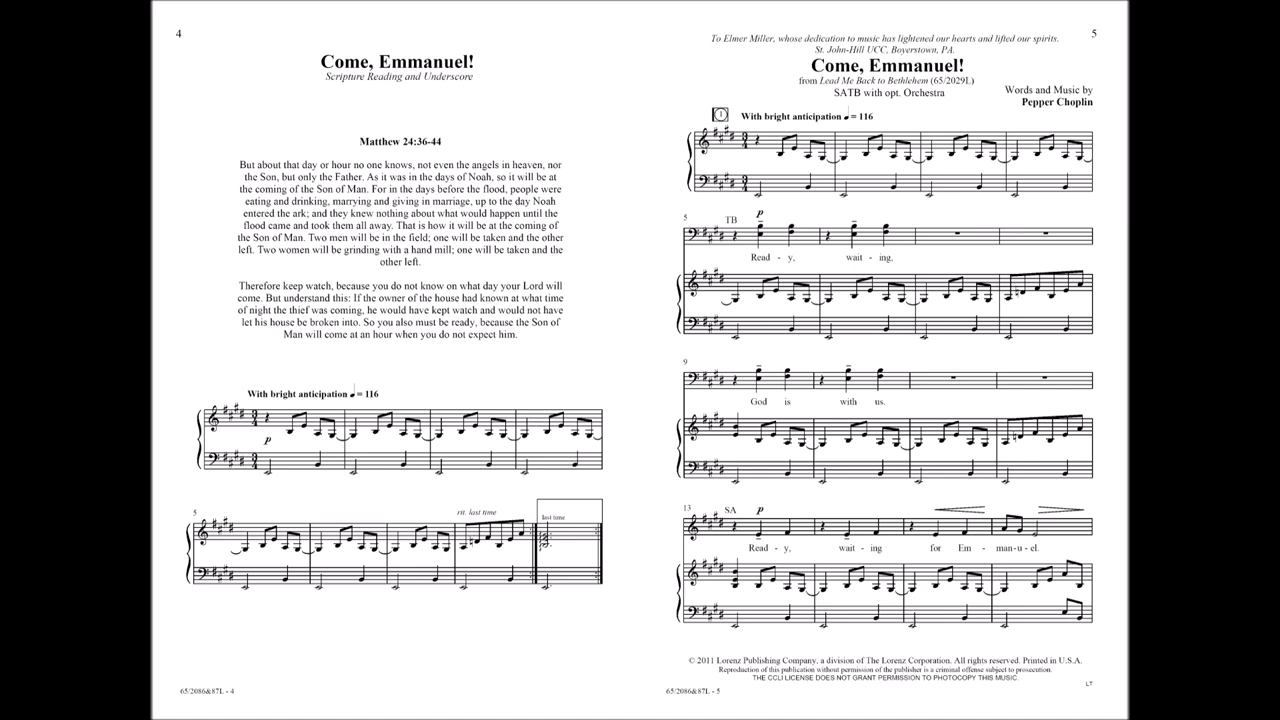 4
Come, Emmanuel!
Scripture Reading and Underscore
Matthew 24:36-44
But about that day or hour no one knows, not even the angels in heaven, nor
the Son, but only the Father. As it was in the days of Noah, so it will be at
the coming of the Son of Man. For in the days before the flood, people were
eating and drinking, marrying and giving in marriage, up to the day Noah
entered the ark; and they knew nothing about what would happen until the
flood came and took them all away. That is how it will be at the coming of
the Son of Man. Two men will be in the field; one will be taken and the other
left. Two women will be grinding with a hand mill; one will be taken and the
other left.
Therefore keep watch, because you do not know on what day your Lord will
come. But understand this: If the owner of the house had known at what time
of night the thief was coming, he would have kept watch and would not have
let his house be broken into. So you also must be ready, because the Son of
Man will come at an hour when you do not expect him.
With bright anticipation ♩ = 116
3 4
p
5
rit. last time
last time
65/2086&87L - 4
5
To Elmer Miller, whose dedication to music has lightened our hearts and lifted our spirits.
St. John-Hill UCC, Boyerstown, PA.
Come, Emmanuel!
from Lead Me Back to Bethlehem (65/2029L)
SATB with opt. Orchestra
Words and Music by
Pepper Choplin
1
With bright anticipation ♩ = 116
3 4
5
TB
p
Read - y, wait - ing,
9
God is with us.
13
SA
p
Read - y, wait - ing for Em - man - u - el.
© 2011 Lorenz Publishing Company, a division of The Lorenz Corporation. All rights reserved. Printed in U.S.A.
Reproduction of this publication without permission of the publisher is a criminal offense subject to prosecution.
THE CCLI LICENSE DOES NOT GRANT PERMISSION TO PHOTOCOPY THIS MUSIC.
LT
65/2086&87L - 5